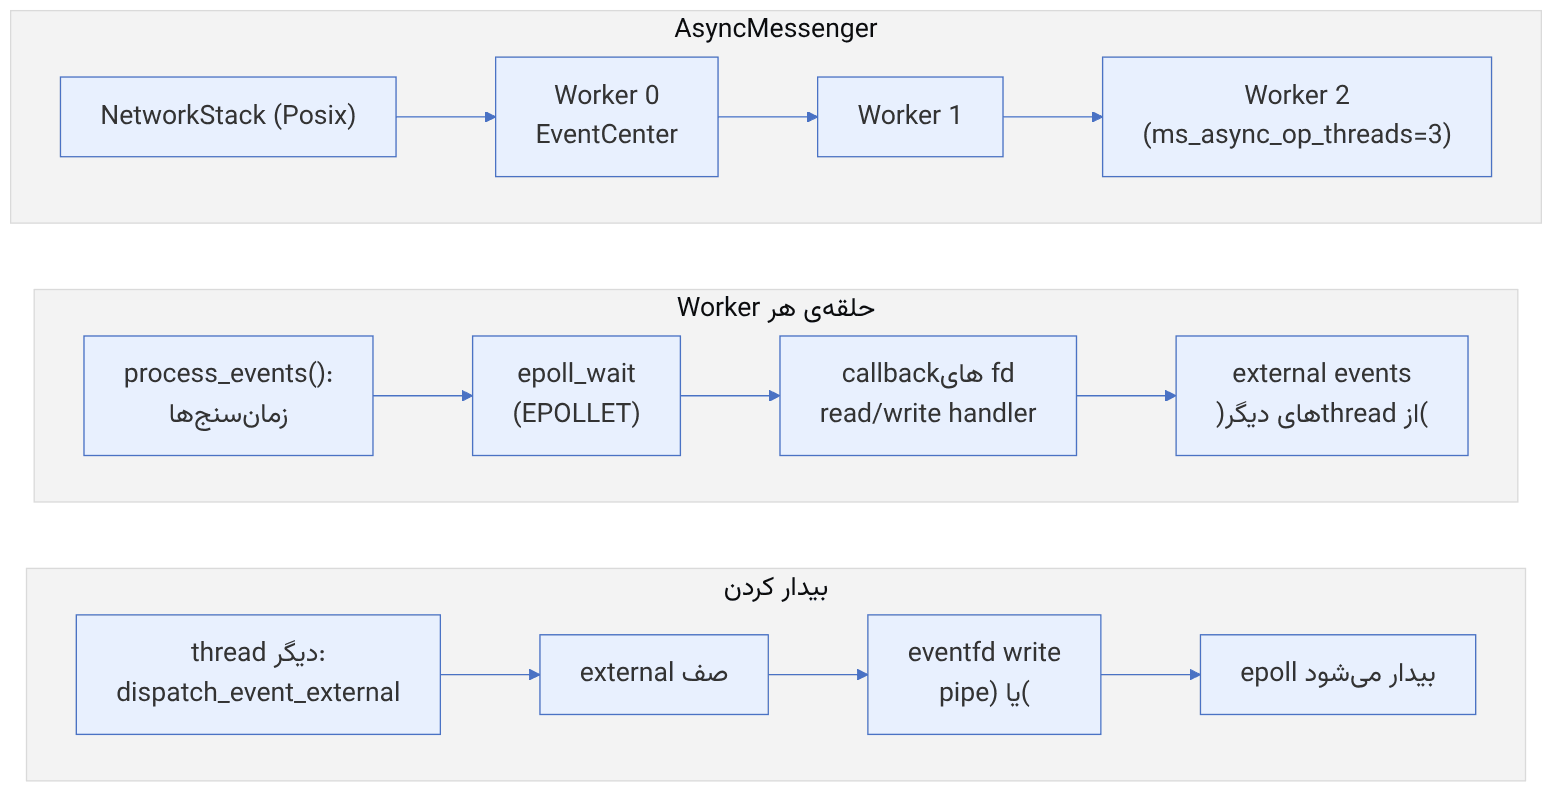 AsyncMessenger
NetworkStack (Posix)
Worker 0
EventCenter
Worker 1
Worker 2
(ms_async_op_threads=3)
حلقه‌ی هر Worker
process_events():
زمان‌سنج‌ها
epoll_wait
(EPOLLET)
callbackهای fd
read/write handler
external events
(از threadهای دیگر)
بیدار کردن
thread دیگر:
dispatch_event_external
صف external
eventfd write
(یا pipe)
epoll بیدار می‌شود